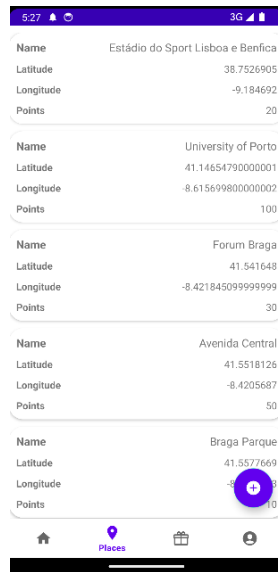 5:27 3G
Name Estádio do Sport Lisboa e Benfica
Latitude 38.7526905
Longitude -9.184692
Points 20
Name University of Porto
Latitude 41.14654790000001
Longitude -8.615699800000002
Points 100
Name Forum Braga
Latitude 41.541648
Longitude -8.421845099999999
Points 30
Name Avenida Central
Latitude 41.5518126
Longitude -8.4205687
Points 50
Name Braga Parque
Latitude 41.5577669
Longitude
Points 10
Places